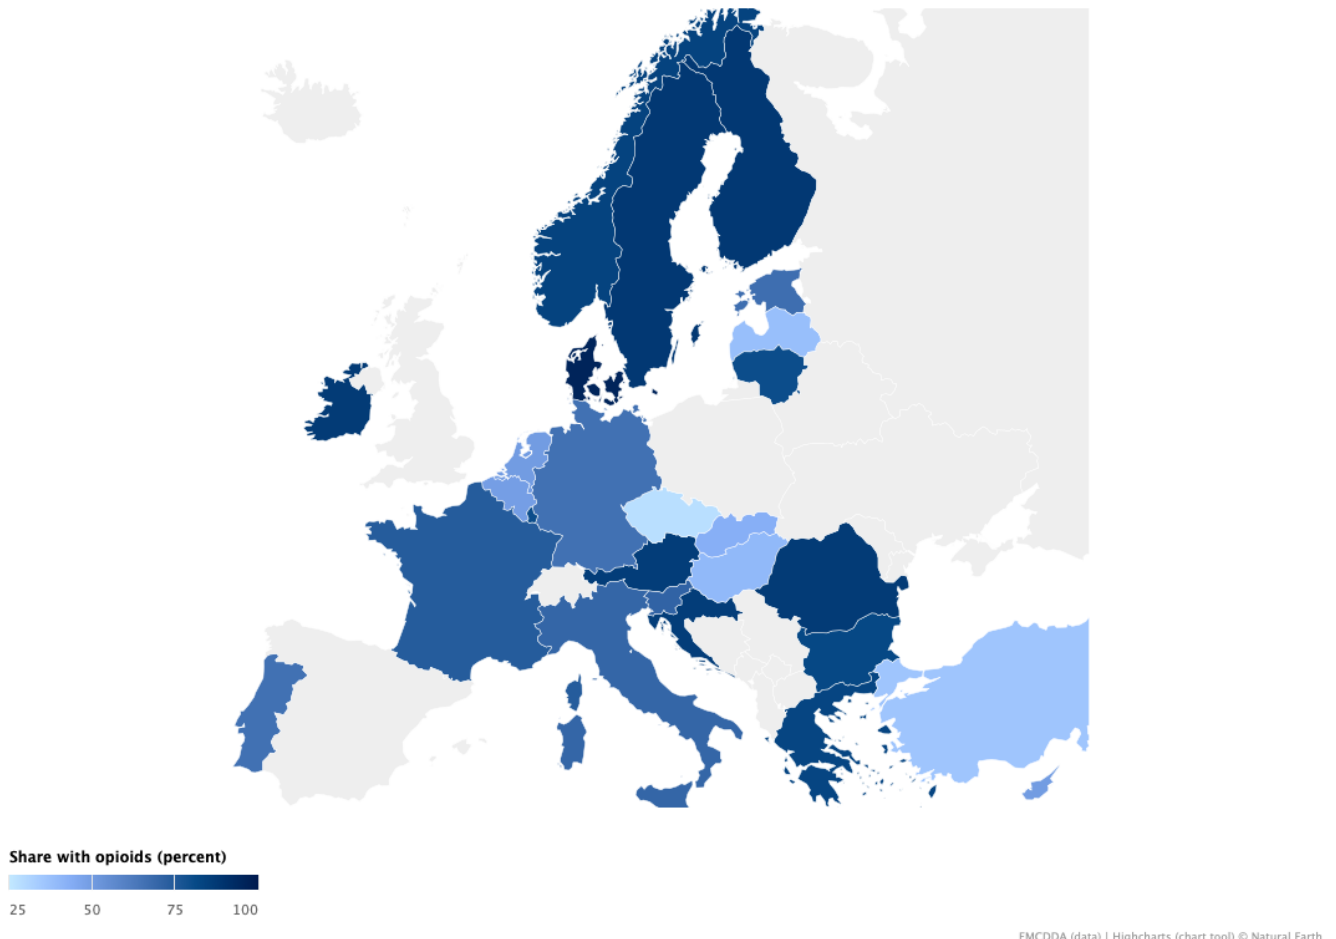 Share with opioids (percent)
25 50 75 100
EMCDDA (data) | Highcharts (chart tool) © Natural Earth